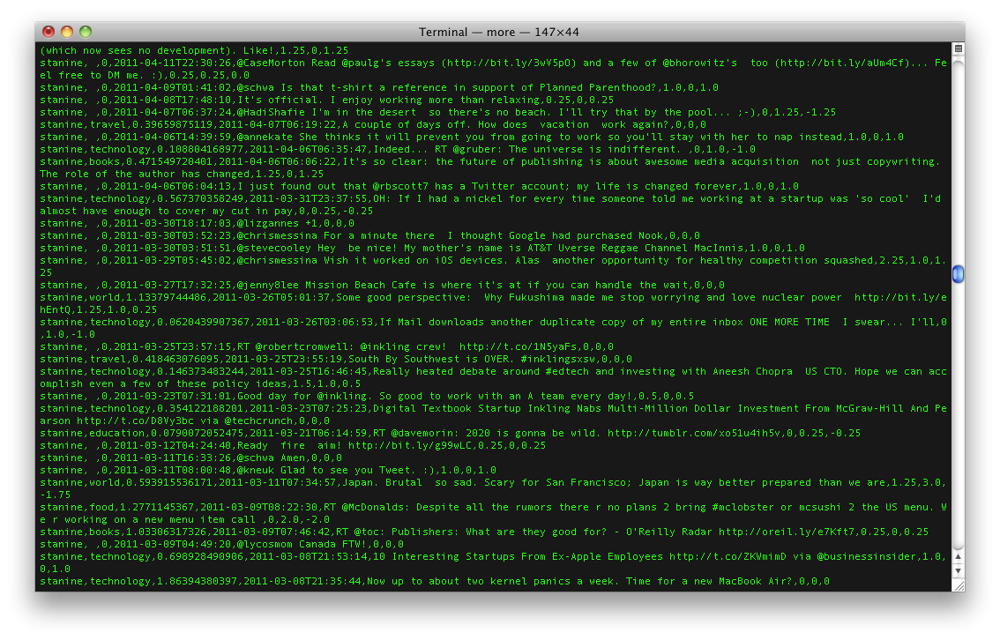 Terminal — more — 147×44
(which now sees no development). Like!,1.25,0,1.25
stanine, ,0,2011-04-11T22:30:26,@CaseMorton Read @paulg's essays (http://bit.ly/3wV5pO) and a few of @bhorowitz's  too (http://bit.ly/aUm4Cf)... Fe
el free to DM me. :),0.25,0.25,0.0
stanine, ,0,2011-04-09T01:41:02,@schwa Is that t-shirt a reference in support of Planned Parenthood?,1.0,0,1.0
stanine, ,0,2011-04-08T17:48:10,It's official. I enjoy working more than relaxing,0.25,0,0.25
stanine, ,0,2011-04-07T06:37:24,@HadiShafie I'm in the desert  so there's no beach. I'll try that by the pool... ;-),0,1.25,-1.25
stanine,travel,0.39659875119,2011-04-07T06:19:22,A couple of days off. How does  vacation  work again?,0,0,0
stanine, ,0,2011-04-06T14:39:59,@annekate She thinks it will prevent you from going to work so you'll stay with her to nap instead,1.0,0,1.0
stanine,technology,0.108804168977,2011-04-06T06:35:47,Indeed... RT @gruber: The universe is indifferent. ,0,1.0,-1.0
stanine,books,0.471549720401,2011-04-06T06:06:22,It's so clear: the future of publishing is about awesome media acquisition  not just copywriting.
The role of the author has changed,1.25,0,1.25
stanine, ,0,2011-04-06T06:04:13,I just found out that @rbscott7 has a Twitter account; my life is changed forever,1.0,0,1.0
stanine,technology,0.567370358249,2011-03-31T23:37:55,OH: If I had a nickel for every time someone told me working at a startup was 'so cool'  I'd
almost have enough to cover my cut in pay,0,0.25,-0.25
stanine, ,0,2011-03-30T18:17:03,@lizgannes +1,0,0,0
stanine, ,0,2011-03-30T03:52:23,@chrismessina For a minute there  I thought Google had purchased Nook,0,0,0
stanine, ,0,2011-03-30T03:51:51,@stevecooley Hey  be nice! My mother's name is AT&T Uverse Reggae Channel MacInnis,1.0,0,1.0
stanine, ,0,2011-03-29T05:45:02,@chrismessina Wish it worked on iOS devices. Alas  another opportunity for healthy competition squashed,2.25,1.0,1.
25
stanine, ,0,2011-03-27T17:32:25,@jenny8lee Mission Beach Cafe is where it's at if you can handle the wait,0,0,0
stanine,world,1.13379744486,2011-03-26T05:01:37,Some good perspective:  Why Fukushima made me stop worrying and love nuclear power  http://bit.ly/e
hEntQ,1.25,1.0,0.25
stanine,technology,0.0620439907367,2011-03-26T03:06:53,If Mail downloads another duplicate copy of my entire inbox ONE MORE TIME  I swear... I'll,0
,1.0,-1.0
stanine, ,0,2011-03-25T23:57:15,RT @robertcromwell: @inkling crew!  http://t.co/1N5yaFs,0,0,0
stanine,travel,0.418463076095,2011-03-25T23:55:19,South By Southwest is OVER. #inklingsxsw,0,0,0
stanine,technology,0.146373483244,2011-03-25T16:46:45,Really heated debate around #edtech and investing with Aneesh Chopra  US CTO. Hope we can acc
omplish even a few of these policy ideas,1.5,1.0,0.5
stanine, ,0,2011-03-23T07:31:01,Good day for @inkling. So good to work with an A team every day!,0.5,0,0.5
stanine,technology,0.354122188201,2011-03-23T07:25:23,Digital Textbook Startup Inkling Nabs Multi-Million Dollar Investment From McGraw-Hill And Pe
arson http://t.co/D8Vy3bc via @techcrunch,0,0,0
stanine,education,0.0790072052475,2011-03-21T06:14:59,RT @davemorin: 2020 is gonna be wild. http://tumblr.com/xo51u4ih5v,0,0.25,-0.25
stanine, ,0,2011-03-12T04:24:40,Ready  fire  aim! http://bit.ly/g99wLC,0.25,0,0.25
stanine, ,0,2011-03-11T16:33:26,@schwa Amen,0,0,0
stanine, ,0,2011-03-11T08:00:48,@kneuk Glad to see you Tweet. :),1.0,0,1.0
stanine,world,0.593915536171,2011-03-11T07:34:57,Japan. Brutal  so sad. Scary for San Francisco; Japan is way better prepared than we are,1.25,3.0,
-1.75
stanine,food,1.2771145367,2011-03-09T08:22:30,RT @McDonalds: Despite all the rumors there r no plans 2 bring #mclobster or mcsushi 2 the US menu. W
e r working on a new menu item call ,0,2.0,-2.0
stanine,books,1.03306317326,2011-03-09T07:46:42,RT @toc: Publishers: What are they good for? - O'Reilly Radar http://oreil.ly/e7Kft7,0.25,0,0.25
stanine, ,0,2011-03-09T04:49:20,@lycosmom Canada FTW!,0,0,0
stanine,technology,0.698928490906,2011-03-08T21:53:14,10 Interesting Startups From Ex-Apple Employees http://t.co/ZKWmimD via @businessinsider,1.0,
0,1.0
stanine,technology,1.86394380397,2011-03-08T21:35:44,Now up to about two kernel panics a week. Time for a new MacBook Air?,0,0,0